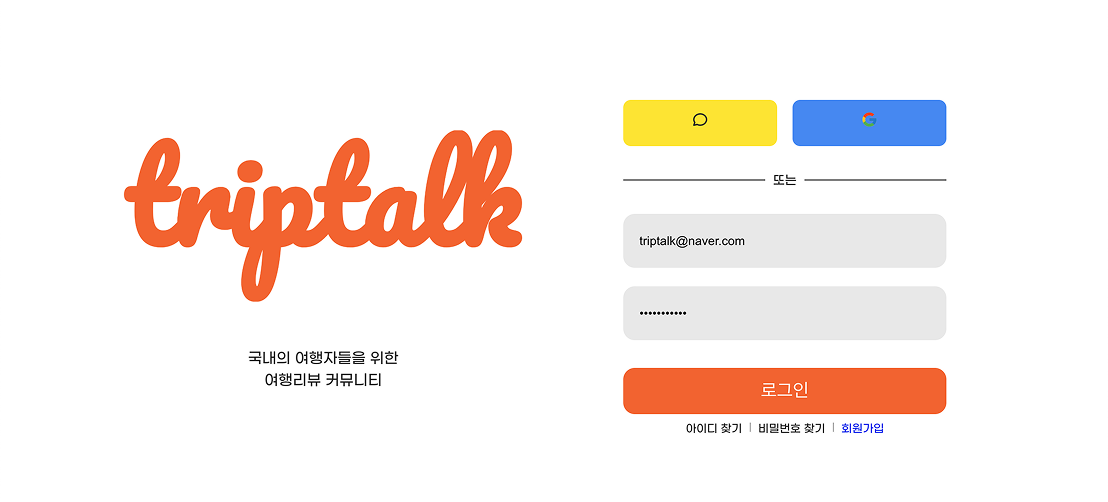 triptalk
국내의 여행자들을 위한
여행리뷰 커뮤니티
또는
triptalk@naver.com
•••••••••••
로그인
아이디 찾기 | 비밀번호 찾기 | 회원가입